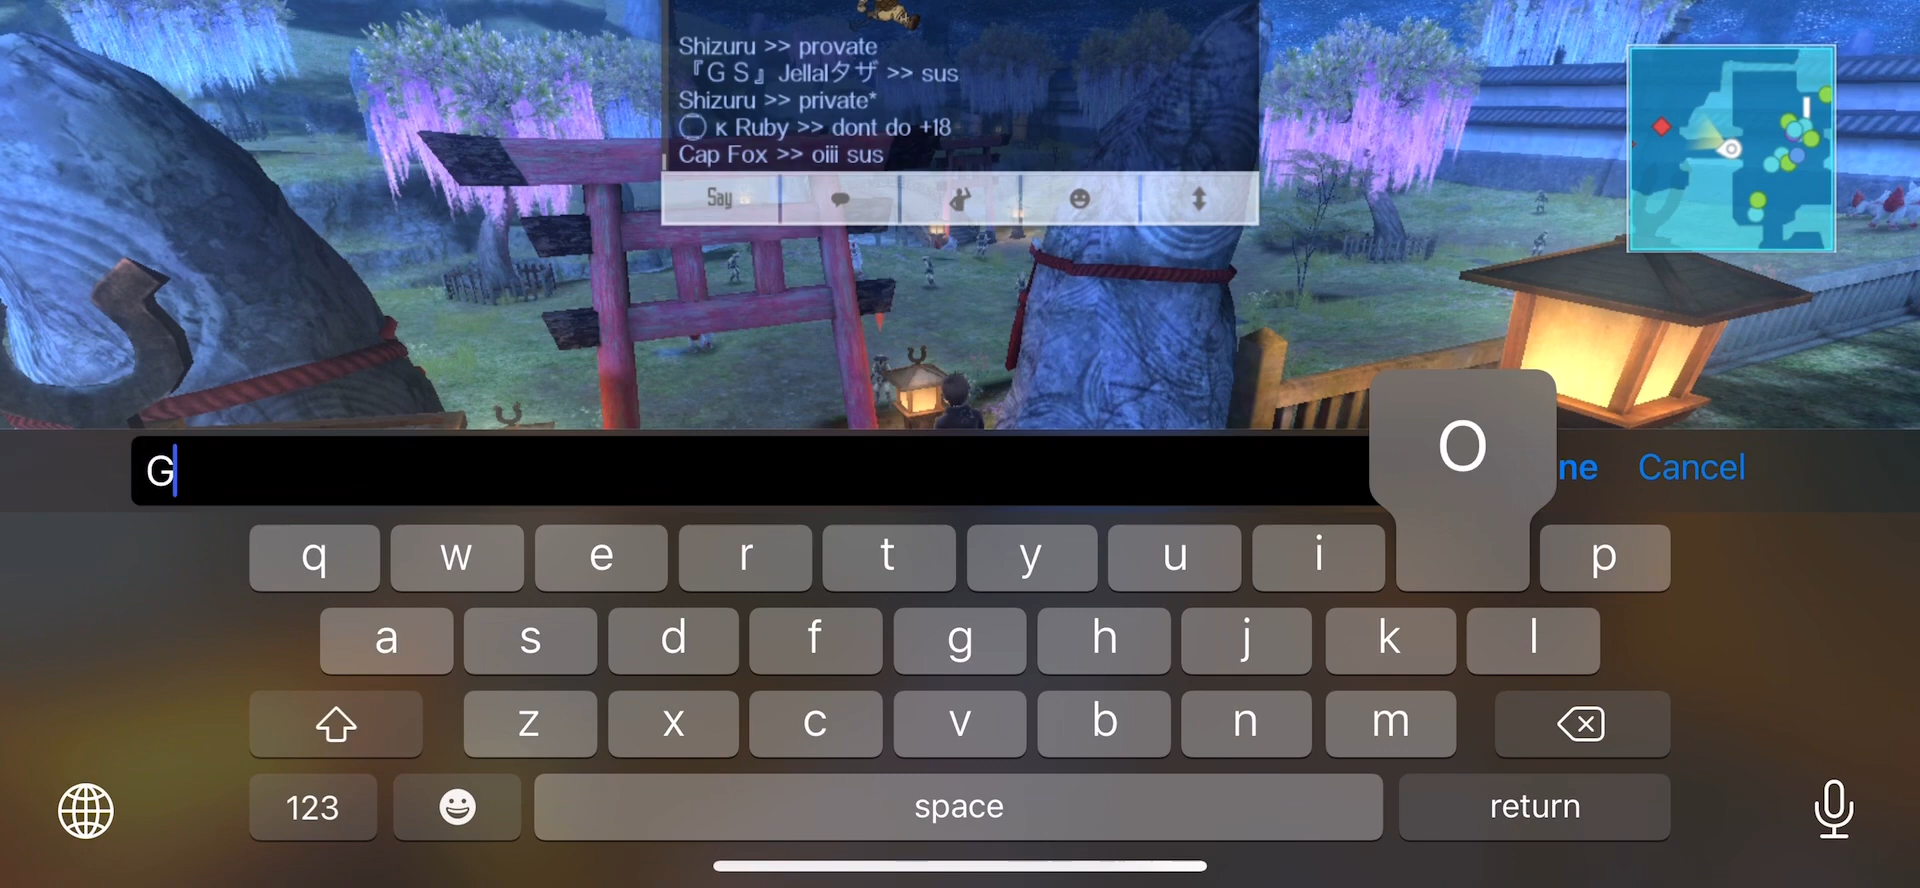 Shizuru >> provate
『ＧＳ』Jellalタザ >> sus
Shizuru >> private*
◯ κ Ruby >> dont do +18
Cap Fox >> oiii sus
Say
G
O
ne
Cancel
q w e r t y u i p
a s d f g h j k l
z x c v b n m
123
space
return